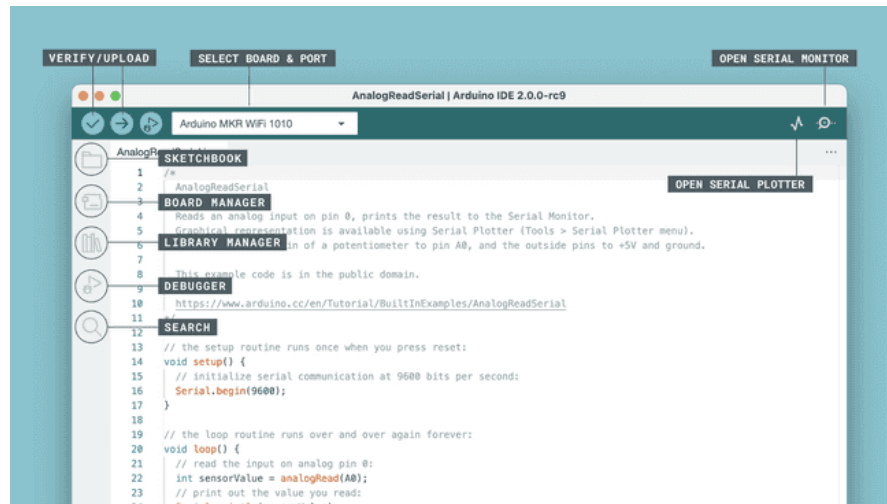 VERIFY/UPLOAD
SELECT BOARD & PORT
OPEN SERIAL MONITOR
AnalogReadSerial | Arduino IDE 2.0.0-rc9
Arduino MKR WiFi 1010
OPEN SERIAL PLOTTER
SKETCHBOOK
BOARD MANAGER
LIBRARY MANAGER
DEBUGGER
SEARCH
1 /*
2 AnalogReadSerial
3
4 Reads an analog input on pin 0, prints the result to the Serial Monitor.
5 Graphical representation is available using Serial Plotter (Tools > Serial Plotter menu).
6 of a potentiometer to pin A0, and the outside pins to +5V and ground.
7
8 This example code is in the public domain.
9
10 https://www.arduino.cc/en/Tutorial/BuiltInExamples/AnalogReadSerial
11 */
12
13 // the setup routine runs once when you press reset:
14 void setup() {
15 // initialize serial communication at 9600 bits per second:
16 Serial.begin(9600);
17 }
18
19 // the loop routine runs over and over again forever:
20 void loop() {
21 // read the input on analog pin 0:
22 int sensorValue = analogRead(A0);
23 // print out the value you read: